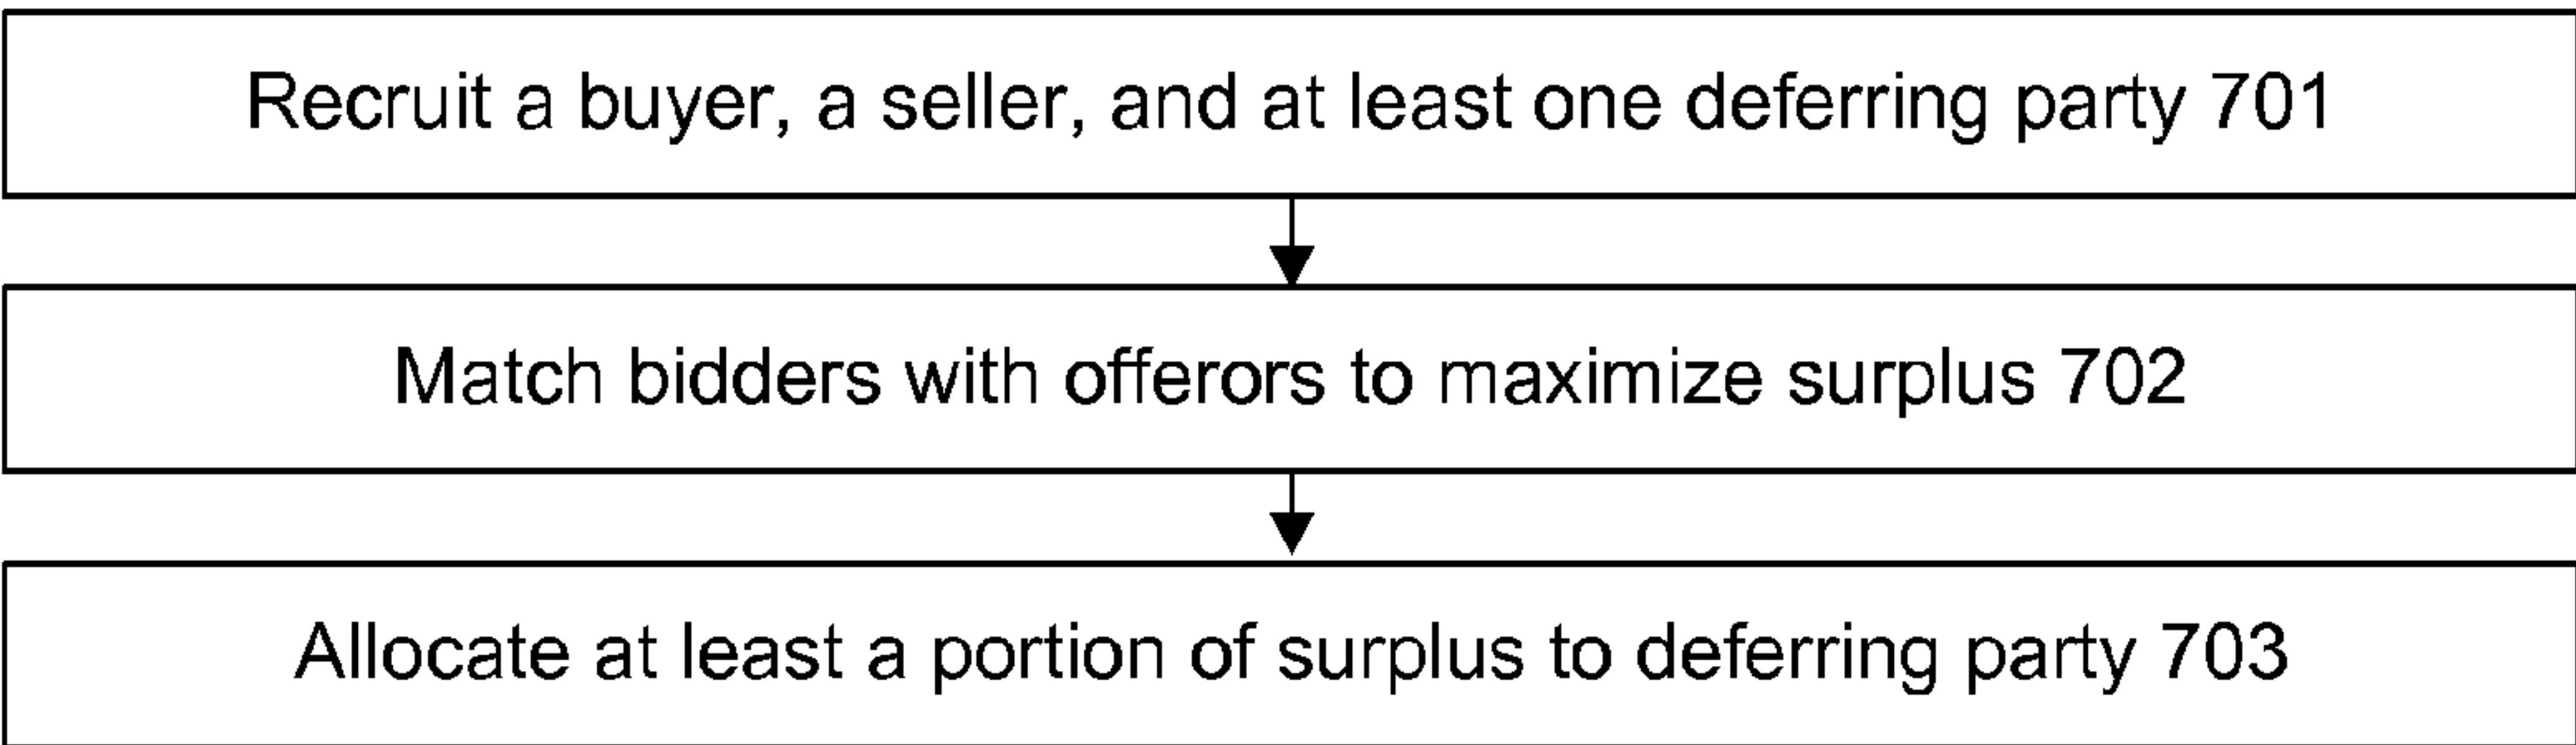 Recruit a buyer, a seller, and at least one deferring party 701
Match bidders with offerors to maximize surplus 702
Allocate at least a portion of surplus to deferring party 703